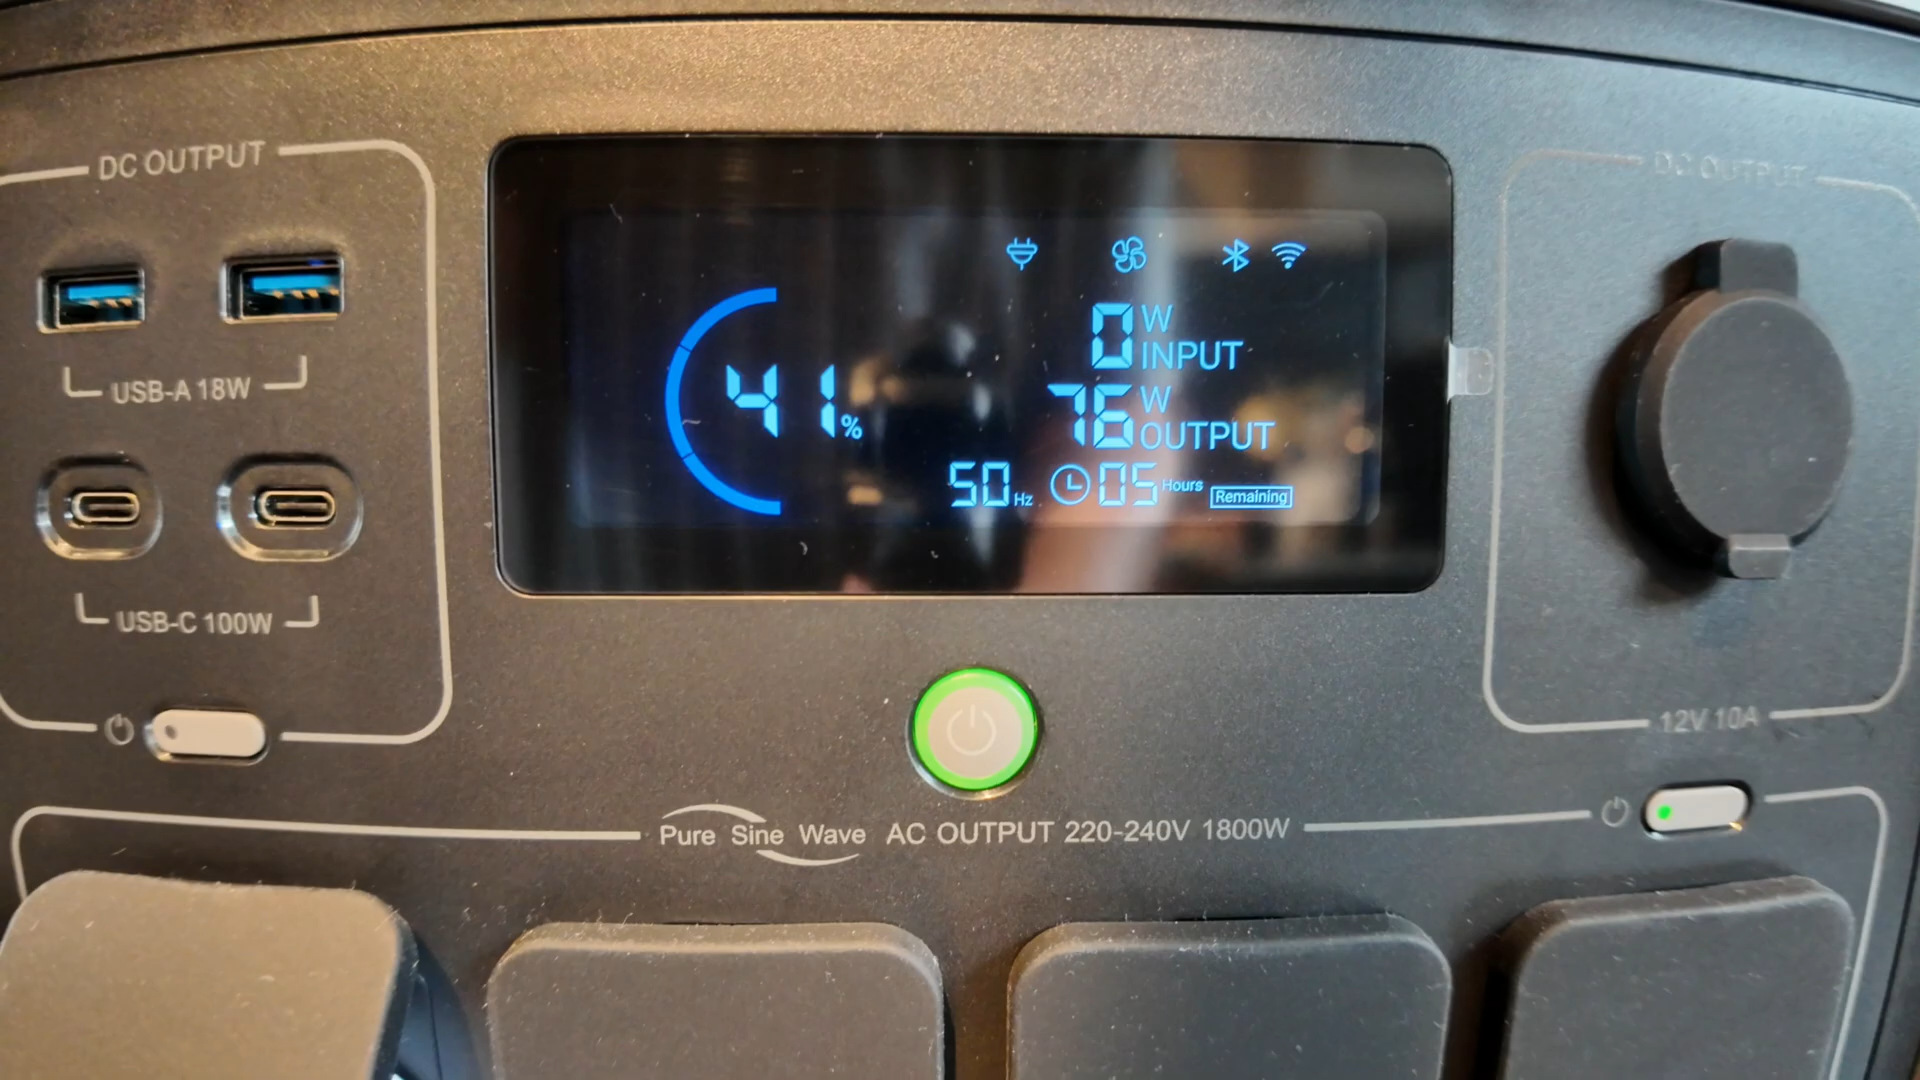 DC OUTPUT
USB-A 18W
USB-C 100W
41%
0 W INPUT
76 W OUTPUT
50 Hz 05 Hours Remaining
DC OUTPUT
12V 10A
Pure Sine Wave AC OUTPUT 220-240V 1800W